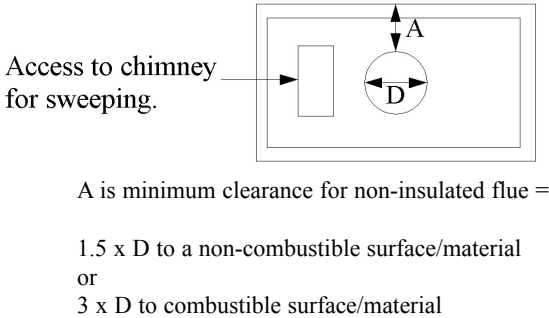 Access to chimney
for sweeping.
A
D
A is minimum clearance for non-insulated flue =
1.5 x D to a non-combustible surface/material
or
3 x D to combustible surface/material